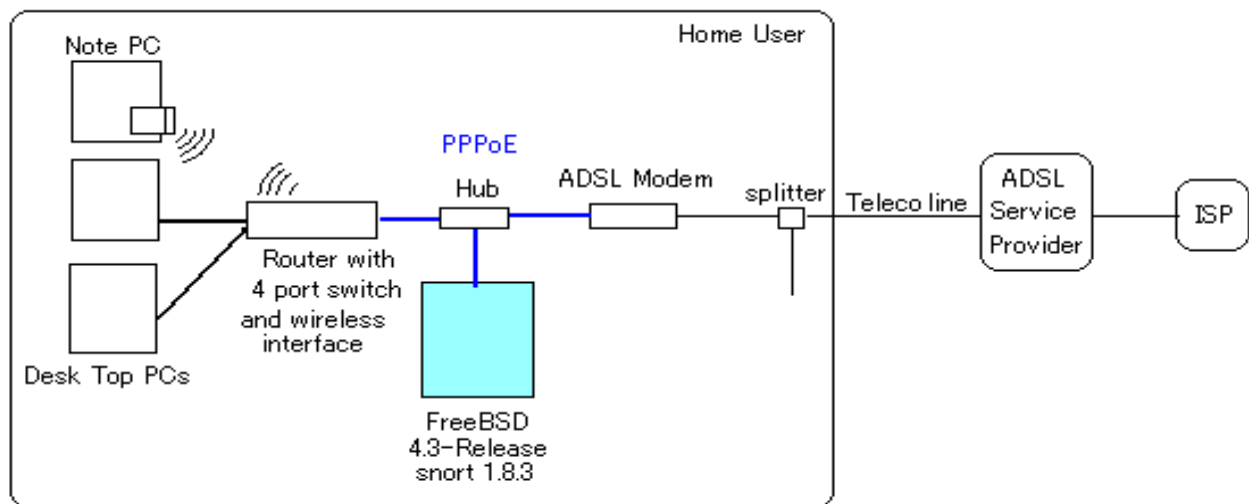 Home User
Note PC
PPPoE
Hub
ADSL Modem
splitter
Teleco line
ADSL
Service
Provider
ISP
Router with
4 port switch
and wireless
interface
Desk Top PCs
FreeBSD
4.3-Release
snort 1.8.3